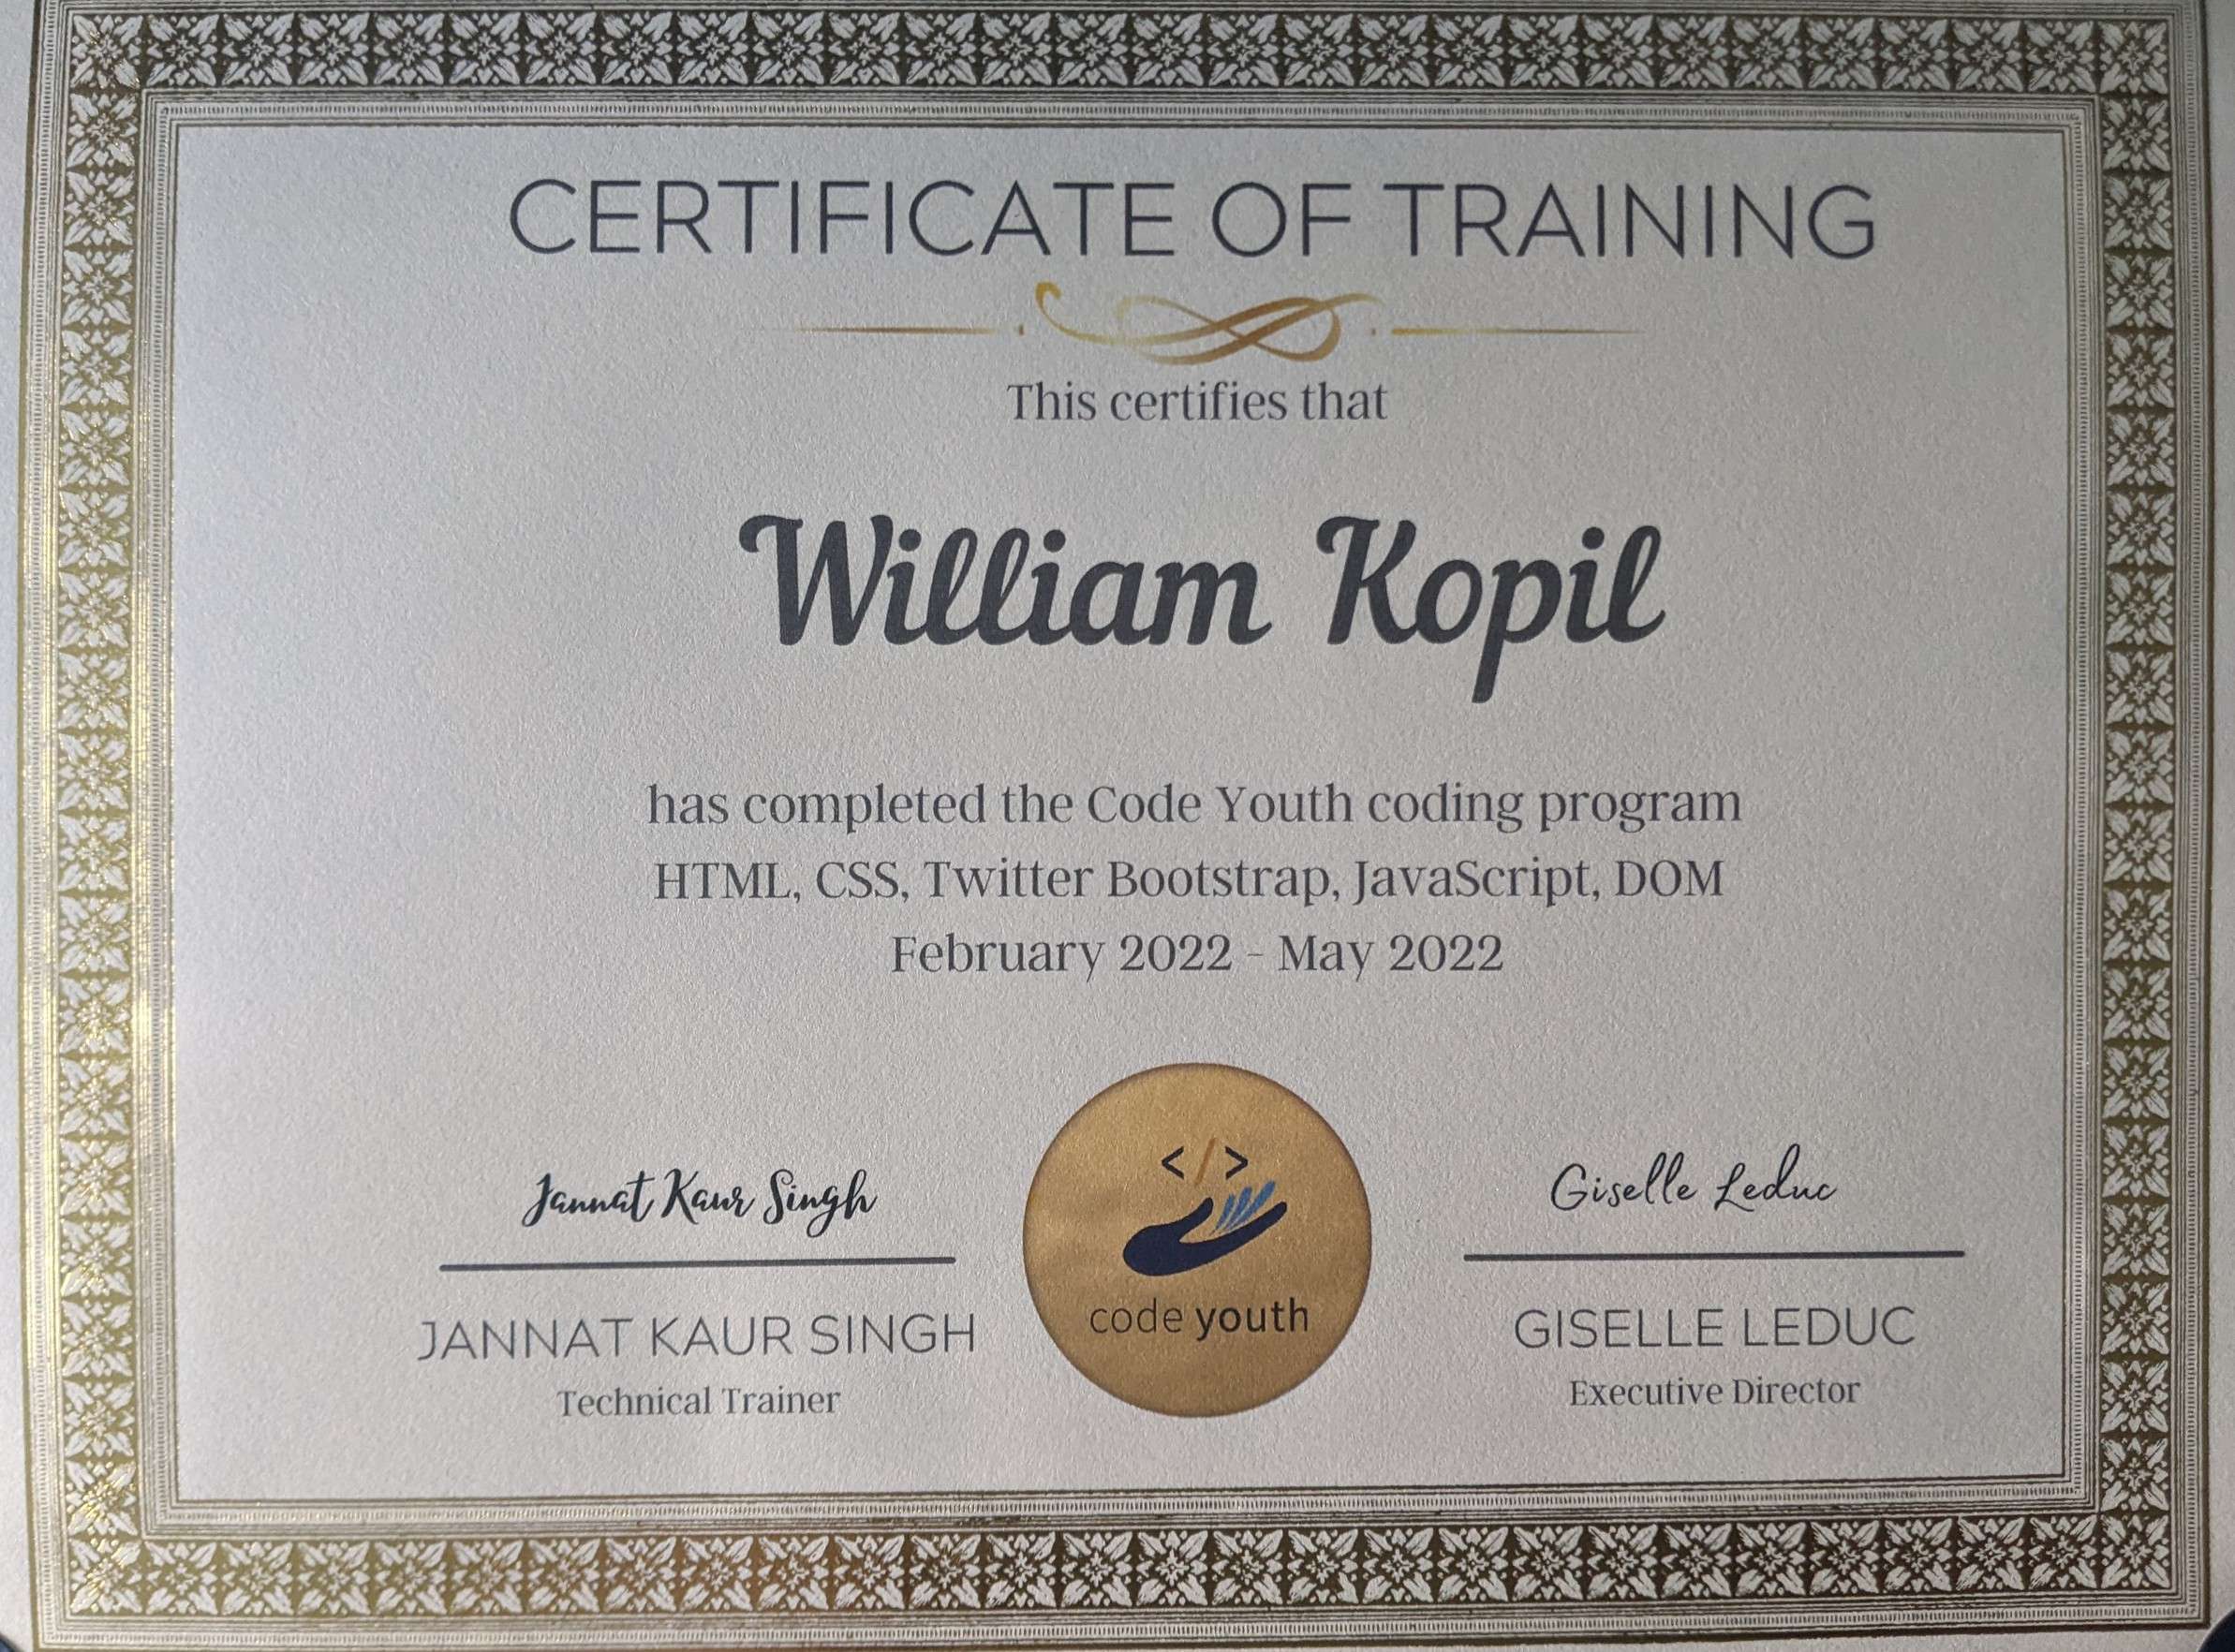 CERTIFICATE OF TRAINING
This certifies that
William Kopil
has completed the Code Youth coding program
HTML, CSS, Twitter Bootstrap, JavaScript, DOM
February 2022 - May 2022
Jannat Kaur Singh
JANNAT KAUR SINGH
Technical Trainer
</>
code youth
Giselle Leduc
GISELLE LEDUC
Executive Director